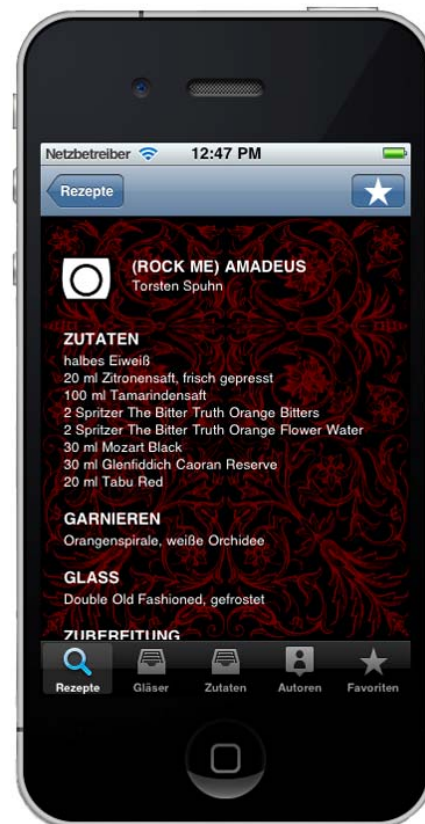 Netzbetreiber 12:47 PM
Rezepte
(ROCK ME) AMADEUS
Torsten Spuhn
ZUTATEN
halbes Eiweiß
20 ml Zitronensaft, frisch gepresst
100 ml Tamarindensaft
2 Spritzer The Bitter Truth Orange Bitters
2 Spritzer The Bitter Truth Orange Flower Water
30 ml Mozart Black
30 ml Glenfiddich Caoran Reserve
20 ml Tabu Red
GARNIEREN
Orangenspirale, weiße Orchidee
GLASS
Double Old Fashioned, gefrostet
ZUBEREITUNG
Rezepte Gläser Zutaten Autoren Favoriten